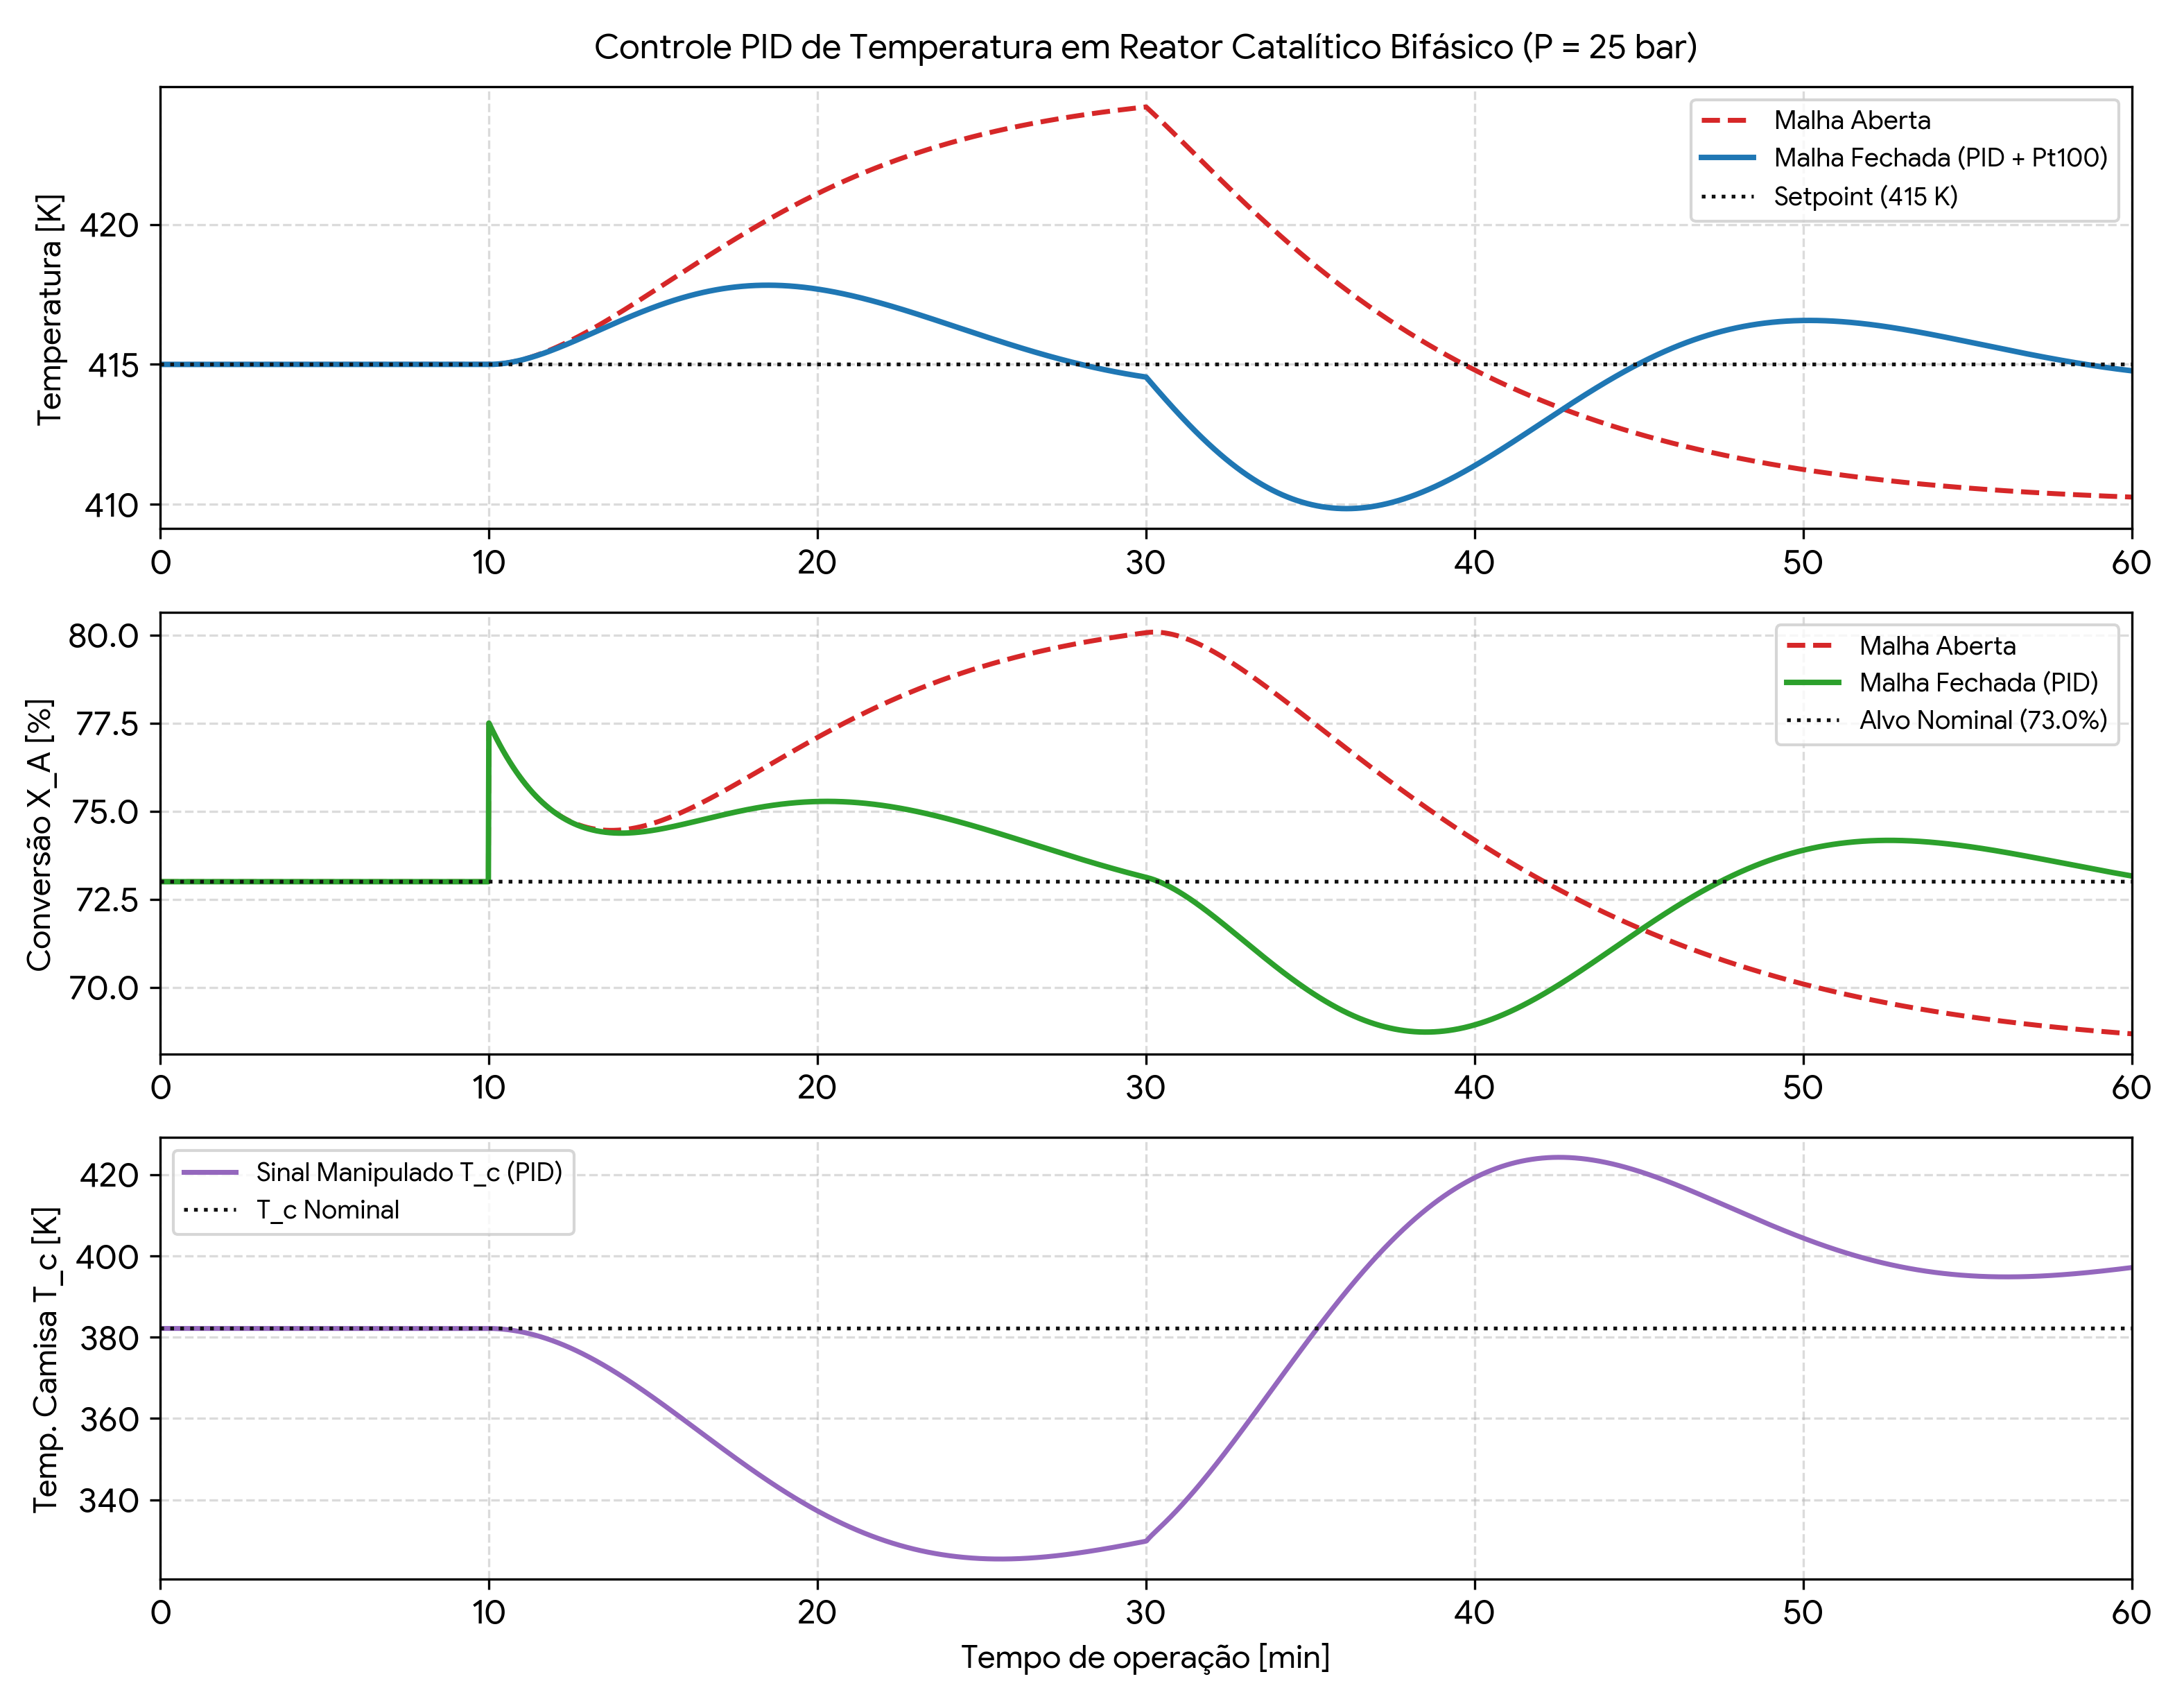 Controle PID de Temperatura em Reator Catalítico Bifásico (P = 25 bar)
Temperatura [K]
420
415
410
Malha Aberta
Malha Fechada (PID + Pt100)
Setpoint (415 K)
0 10 20 30 40 50 60
Conversão X_A [%]
80.0
77.5
75.0
72.5
70.0
Malha Aberta
Malha Fechada (PID)
Alvo Nominal (73.0%)
0 10 20 30 40 50 60
Temp. Camisa T_c [K]
420
400
380
360
340
Sinal Manipulado T_c (PID)
T_c Nominal
0 10 20 30 40 50 60
Tempo de operação [min]